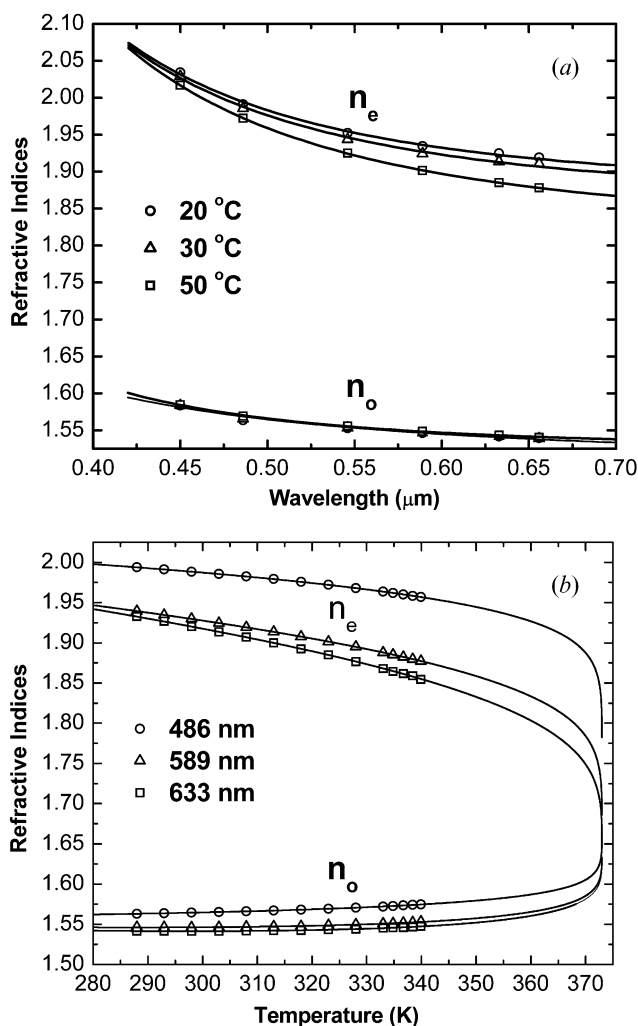 2.10
2.05
2.00
1.95
1.90
1.85
1.80
1.75
1.70
1.65
1.60
1.55
Refractive Indices
(a)
n_e
20 °C
30 °C
50 °C
n_o
0.40 0.45 0.50 0.55 0.60 0.65 0.70
Wavelength (μm)
2.00
1.95
1.90
1.85
1.80
1.75
1.70
1.65
1.60
1.55
1.50
Refractive Indices
(b)
n_e
486 nm
589 nm
633 nm
n_o
280 290 300 310 320 330 340 350 360 370
Temperature (K)